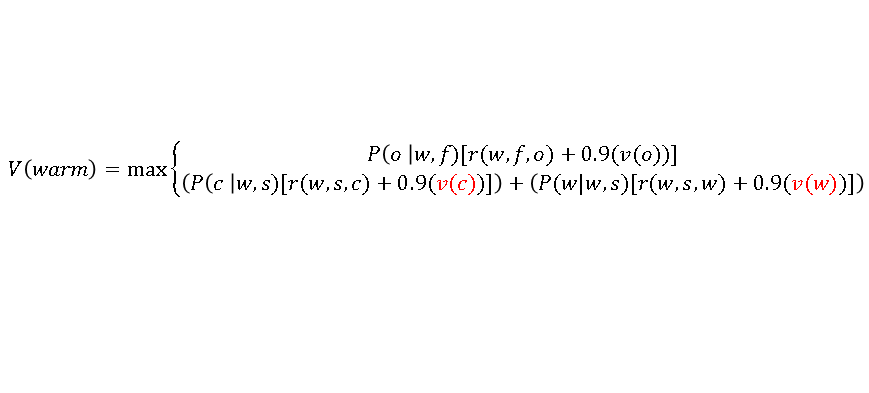 P(o |w, f)[r(w, f, o) + 0.9(v(o))]
V(warm) = max{
(P(c |w, s)[r(w, s, c) + 0.9(v(c))]) + (P(w|w, s)[r(w, s, w) + 0.9(v(w))])